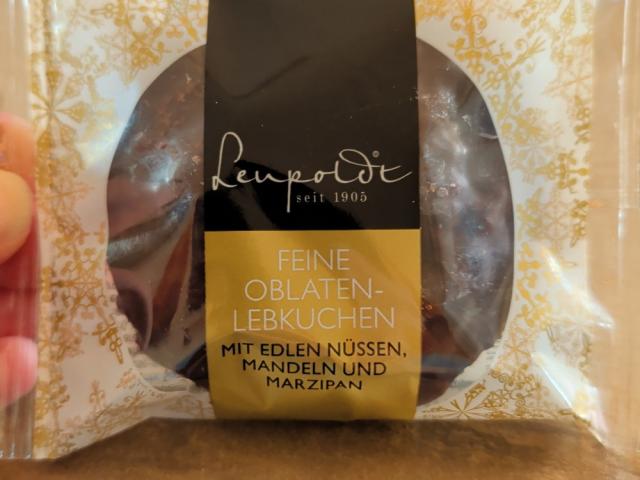 Leupoldt®
seit 1905
FEINE
OBLATEN-
LEBKUCHEN
MIT EDLEN NÜSSEN,
MANDELN UND
MARZIPAN